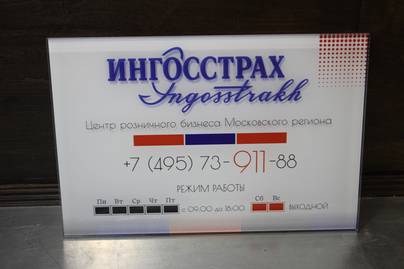 ИНГОССТРАХ
Ingosstrakh
Центр розничного бизнеса Московского региона
+7 (495) 73-911-88
РЕЖИМ РАБОТЫ
Пн Вт Ср Чт Пт с 09.00 до 18.00 Сб Вс ВЫХОДНОЙ